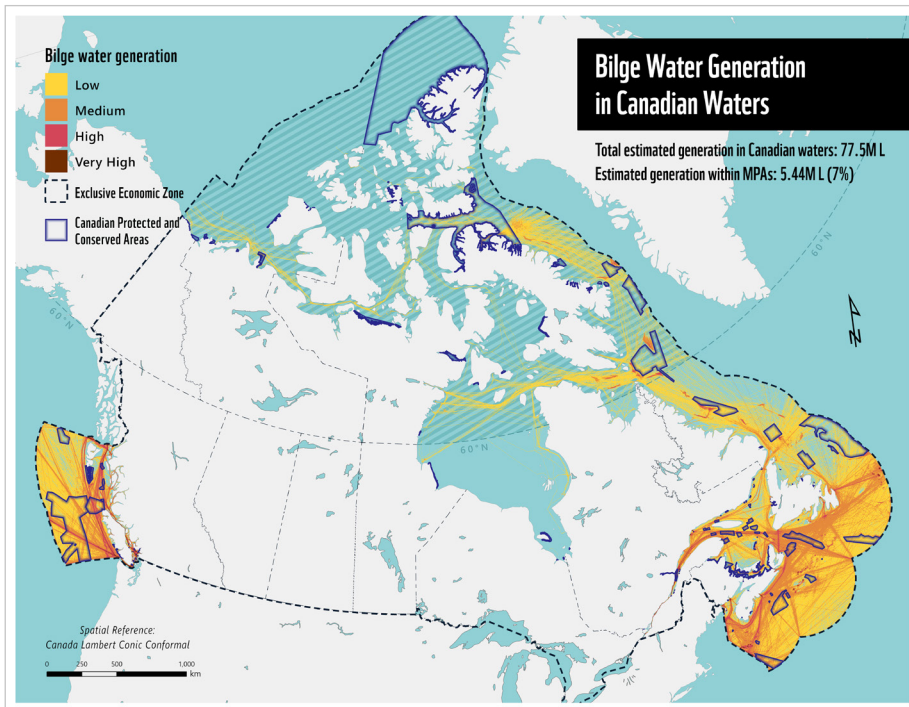 Bilge water generation
Low
Medium
High
Very High
Exclusive Economic Zone
Canadian Protected and
Conserved Areas
Bilge Water Generation
in Canadian Waters
Total estimated generation in Canadian waters: 77.5M L
Estimated generation within MPAs: 5.44M L (7%)
60°N
60°N
60°N
N
Spatial Reference:
Canada Lambert Conic Conformal
0 250 500 1,000
km